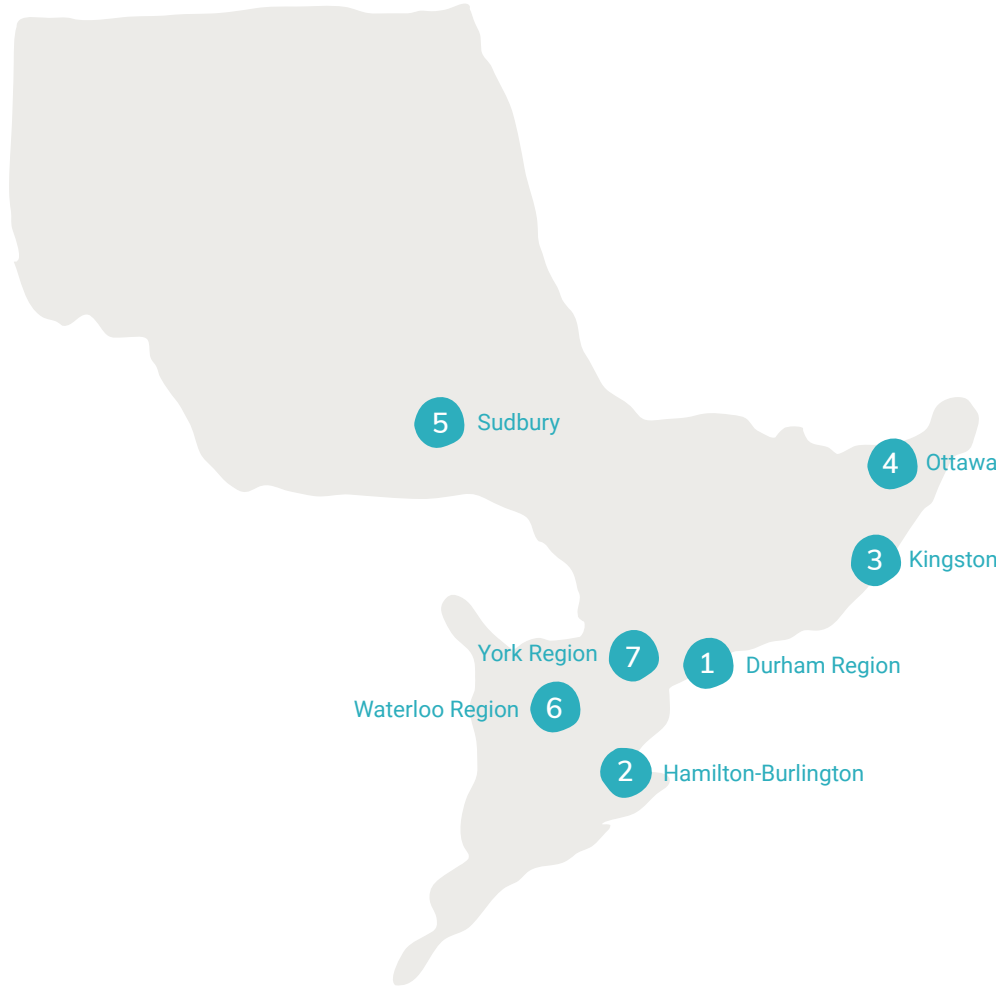 5 Sudbury
4 Ottawa
3 Kingston
York Region 7
1 Durham Region
Waterloo Region 6
2 Hamilton-Burlington